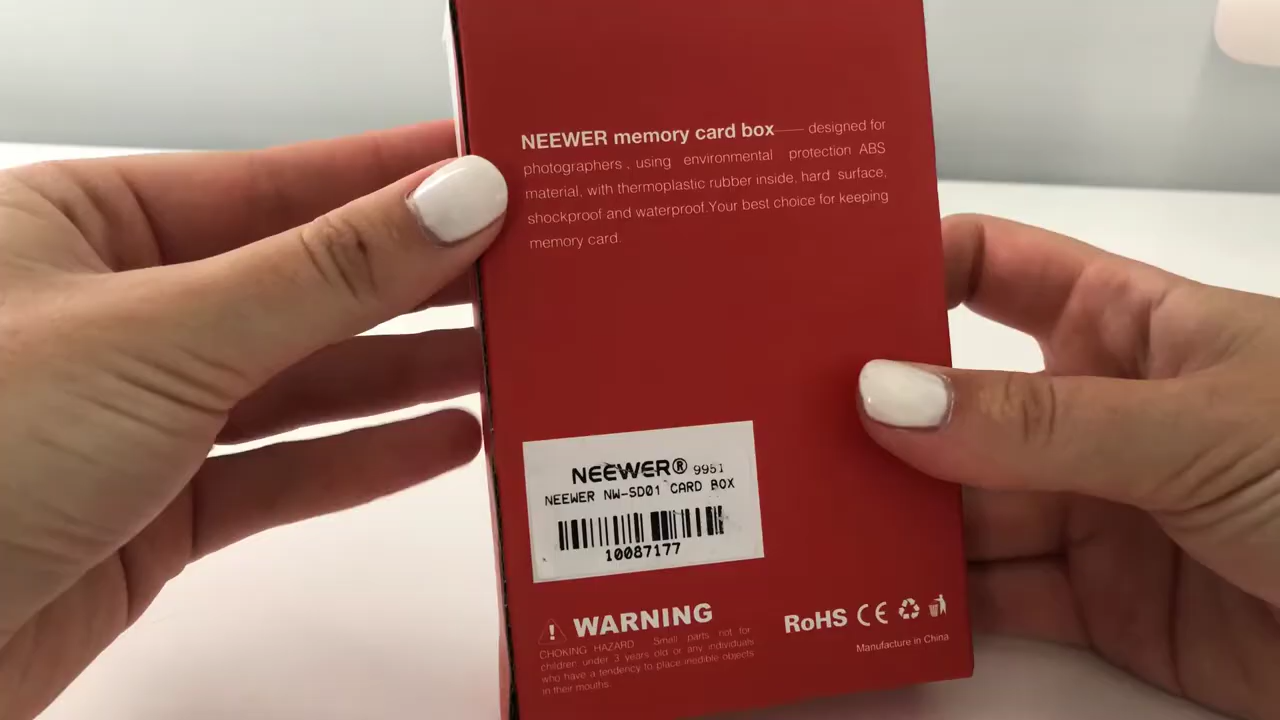 NEEWER memory card box—— designed for
photographers、using environmental protection ABS
material, with thermoplastic rubber inside, hard surface,
shockproof and waterproof.Your best choice for keeping
memory card.
NEEWER® 9951
NEEWER NW-SD01 CARD BOX
10087177
WARNING
CHOKING HAZARD Small parts not for
children under 3 years old or any individuals
who have a tendency to place inedible objects
in their mouths.
RoHS CE
Manufacture in China